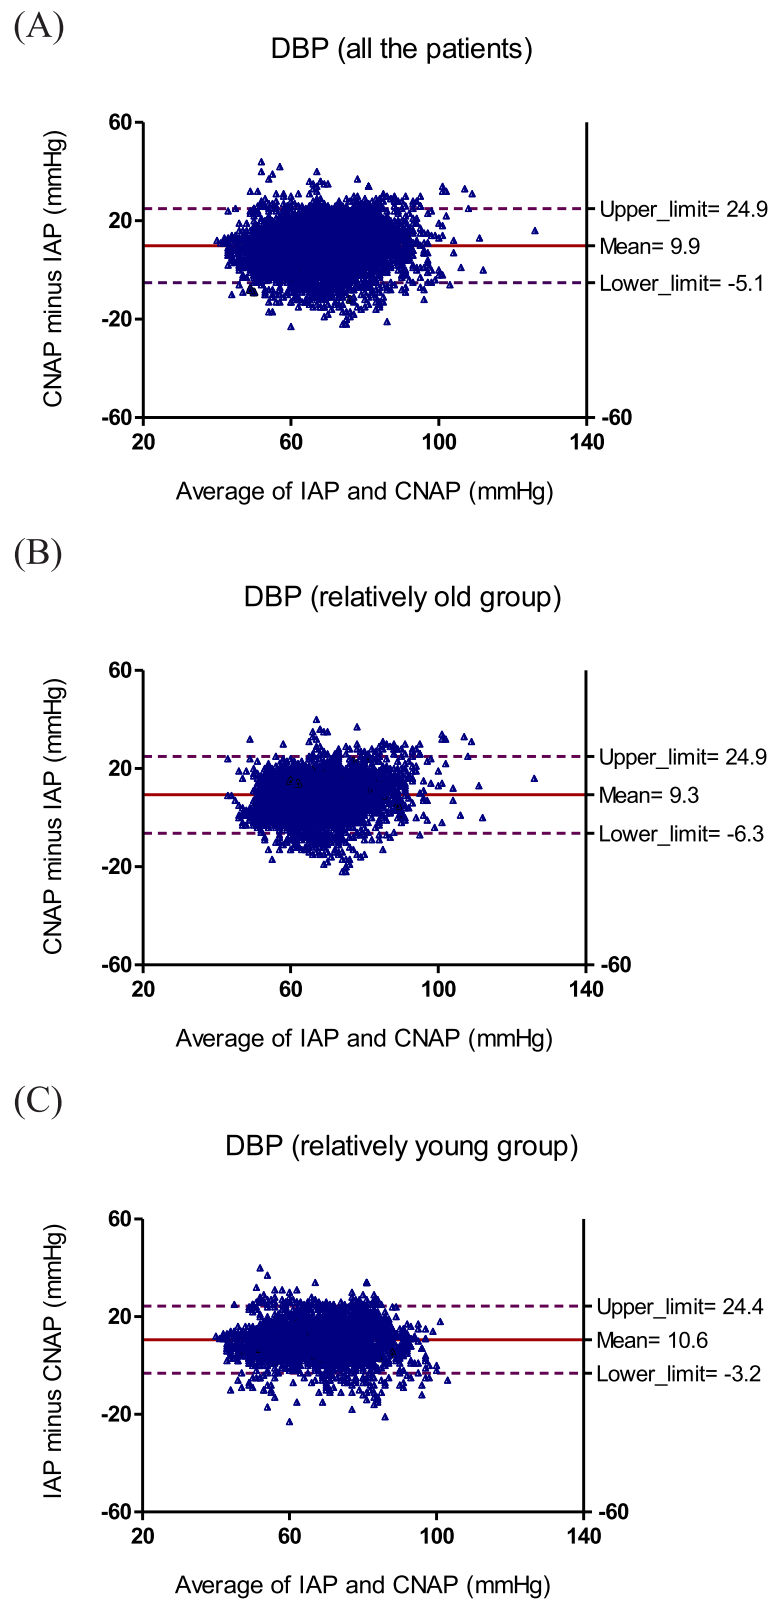 (A)
DBP (all the patients)
CNAP minus IAP (mmHg)
60
20
-20
-60
Upper_limit= 24.9
Mean= 9.9
Lower_limit= -5.1
-60
20
60
100
140
Average of IAP and CNAP (mmHg)
(B)
DBP (relatively old group)
CNAP minus IAP (mmHg)
60
20
-20
-60
Upper_limit= 24.9
Mean= 9.3
Lower_limit= -6.3
-60
20
60
100
140
Average of IAP and CNAP (mmHg)
(C)
DBP (relatively young group)
IAP minus CNAP (mmHg)
60
20
-20
-60
Upper_limit= 24.4
Mean= 10.6
Lower_limit= -3.2
-60
20
60
100
140
Average of IAP and CNAP (mmHg)